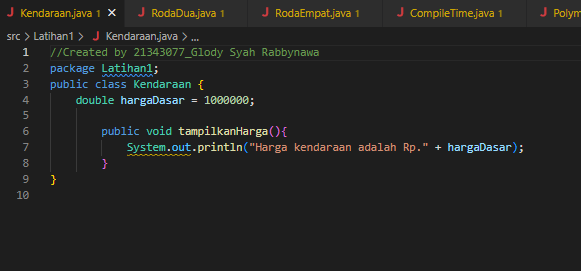 Kendaraan.java 1 RodaDua.java 1 RodaEmpat.java 1 CompileTime.java 1
src > Latihan1 > Kendaraan.java > ...
1 //Created by 21343077_Glody Syah Rabbynawa
2 package Latihan1;
3 public class Kendaraan {
4 double hargaDasar = 1000000;
5
6 public void tampilkanHarga(){
7 System.out.println("Harga kendaraan adalah Rp." + hargaDasar);
8 }
9 }
10